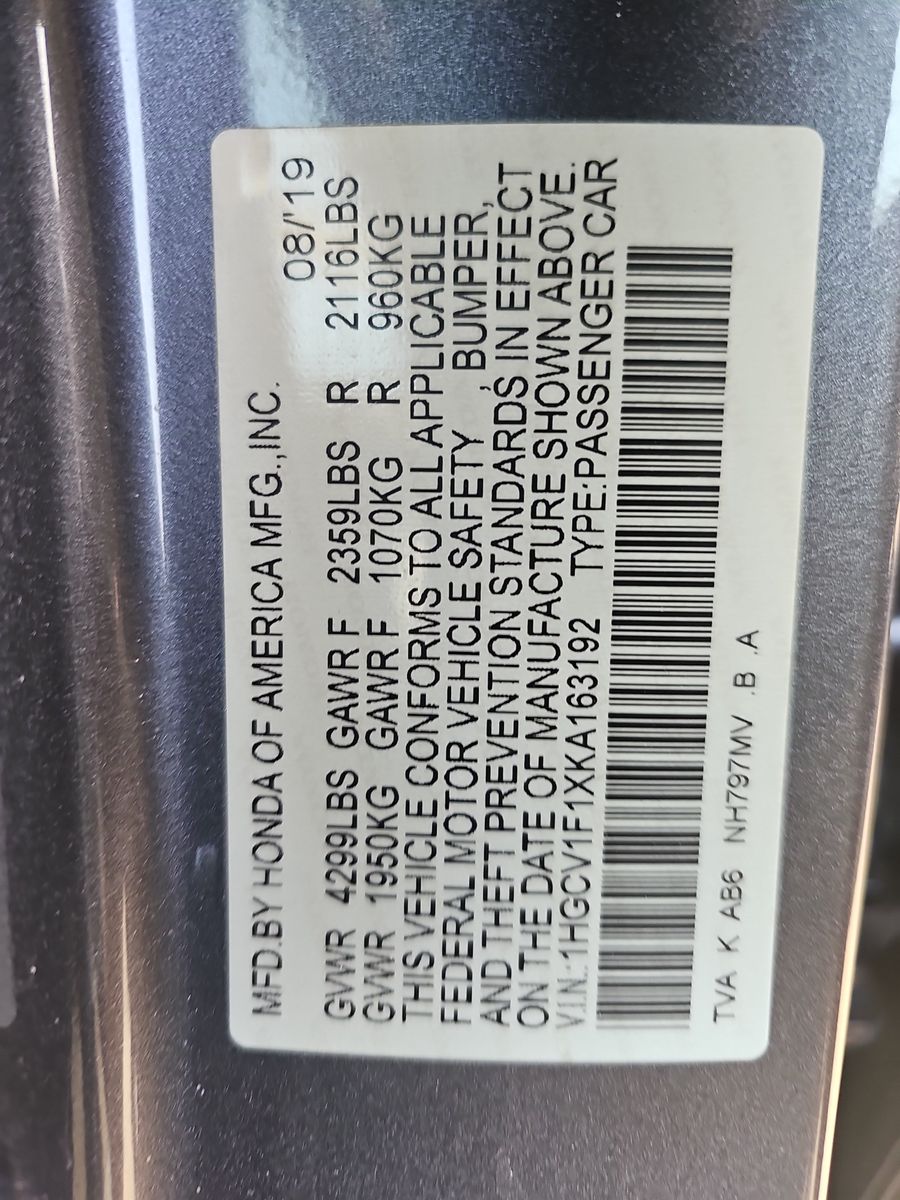 MFD.BY HONDA OF AMERICA MFG.,INC.
08/'19
GVWR 4299LBS GAWR F 2359LBS R 2116LBS
GVWR 1950KG GAWR F 1070KG R 960KG
THIS VEHICLE CONFORMS TO ALL APPLICABLE
FEDERAL MOTOR VEHICLE SAFETY, BUMPER,
AND THEFT PREVENTION STANDARDS, IN EFFECT
ON THE DATE OF MANUFACTURE SHOWN ABOVE.
V.I.N.:1HGCV1F1XKA163192 TYPE:PASSENGER CAR
TVA K AB6 NH797MV .B .A